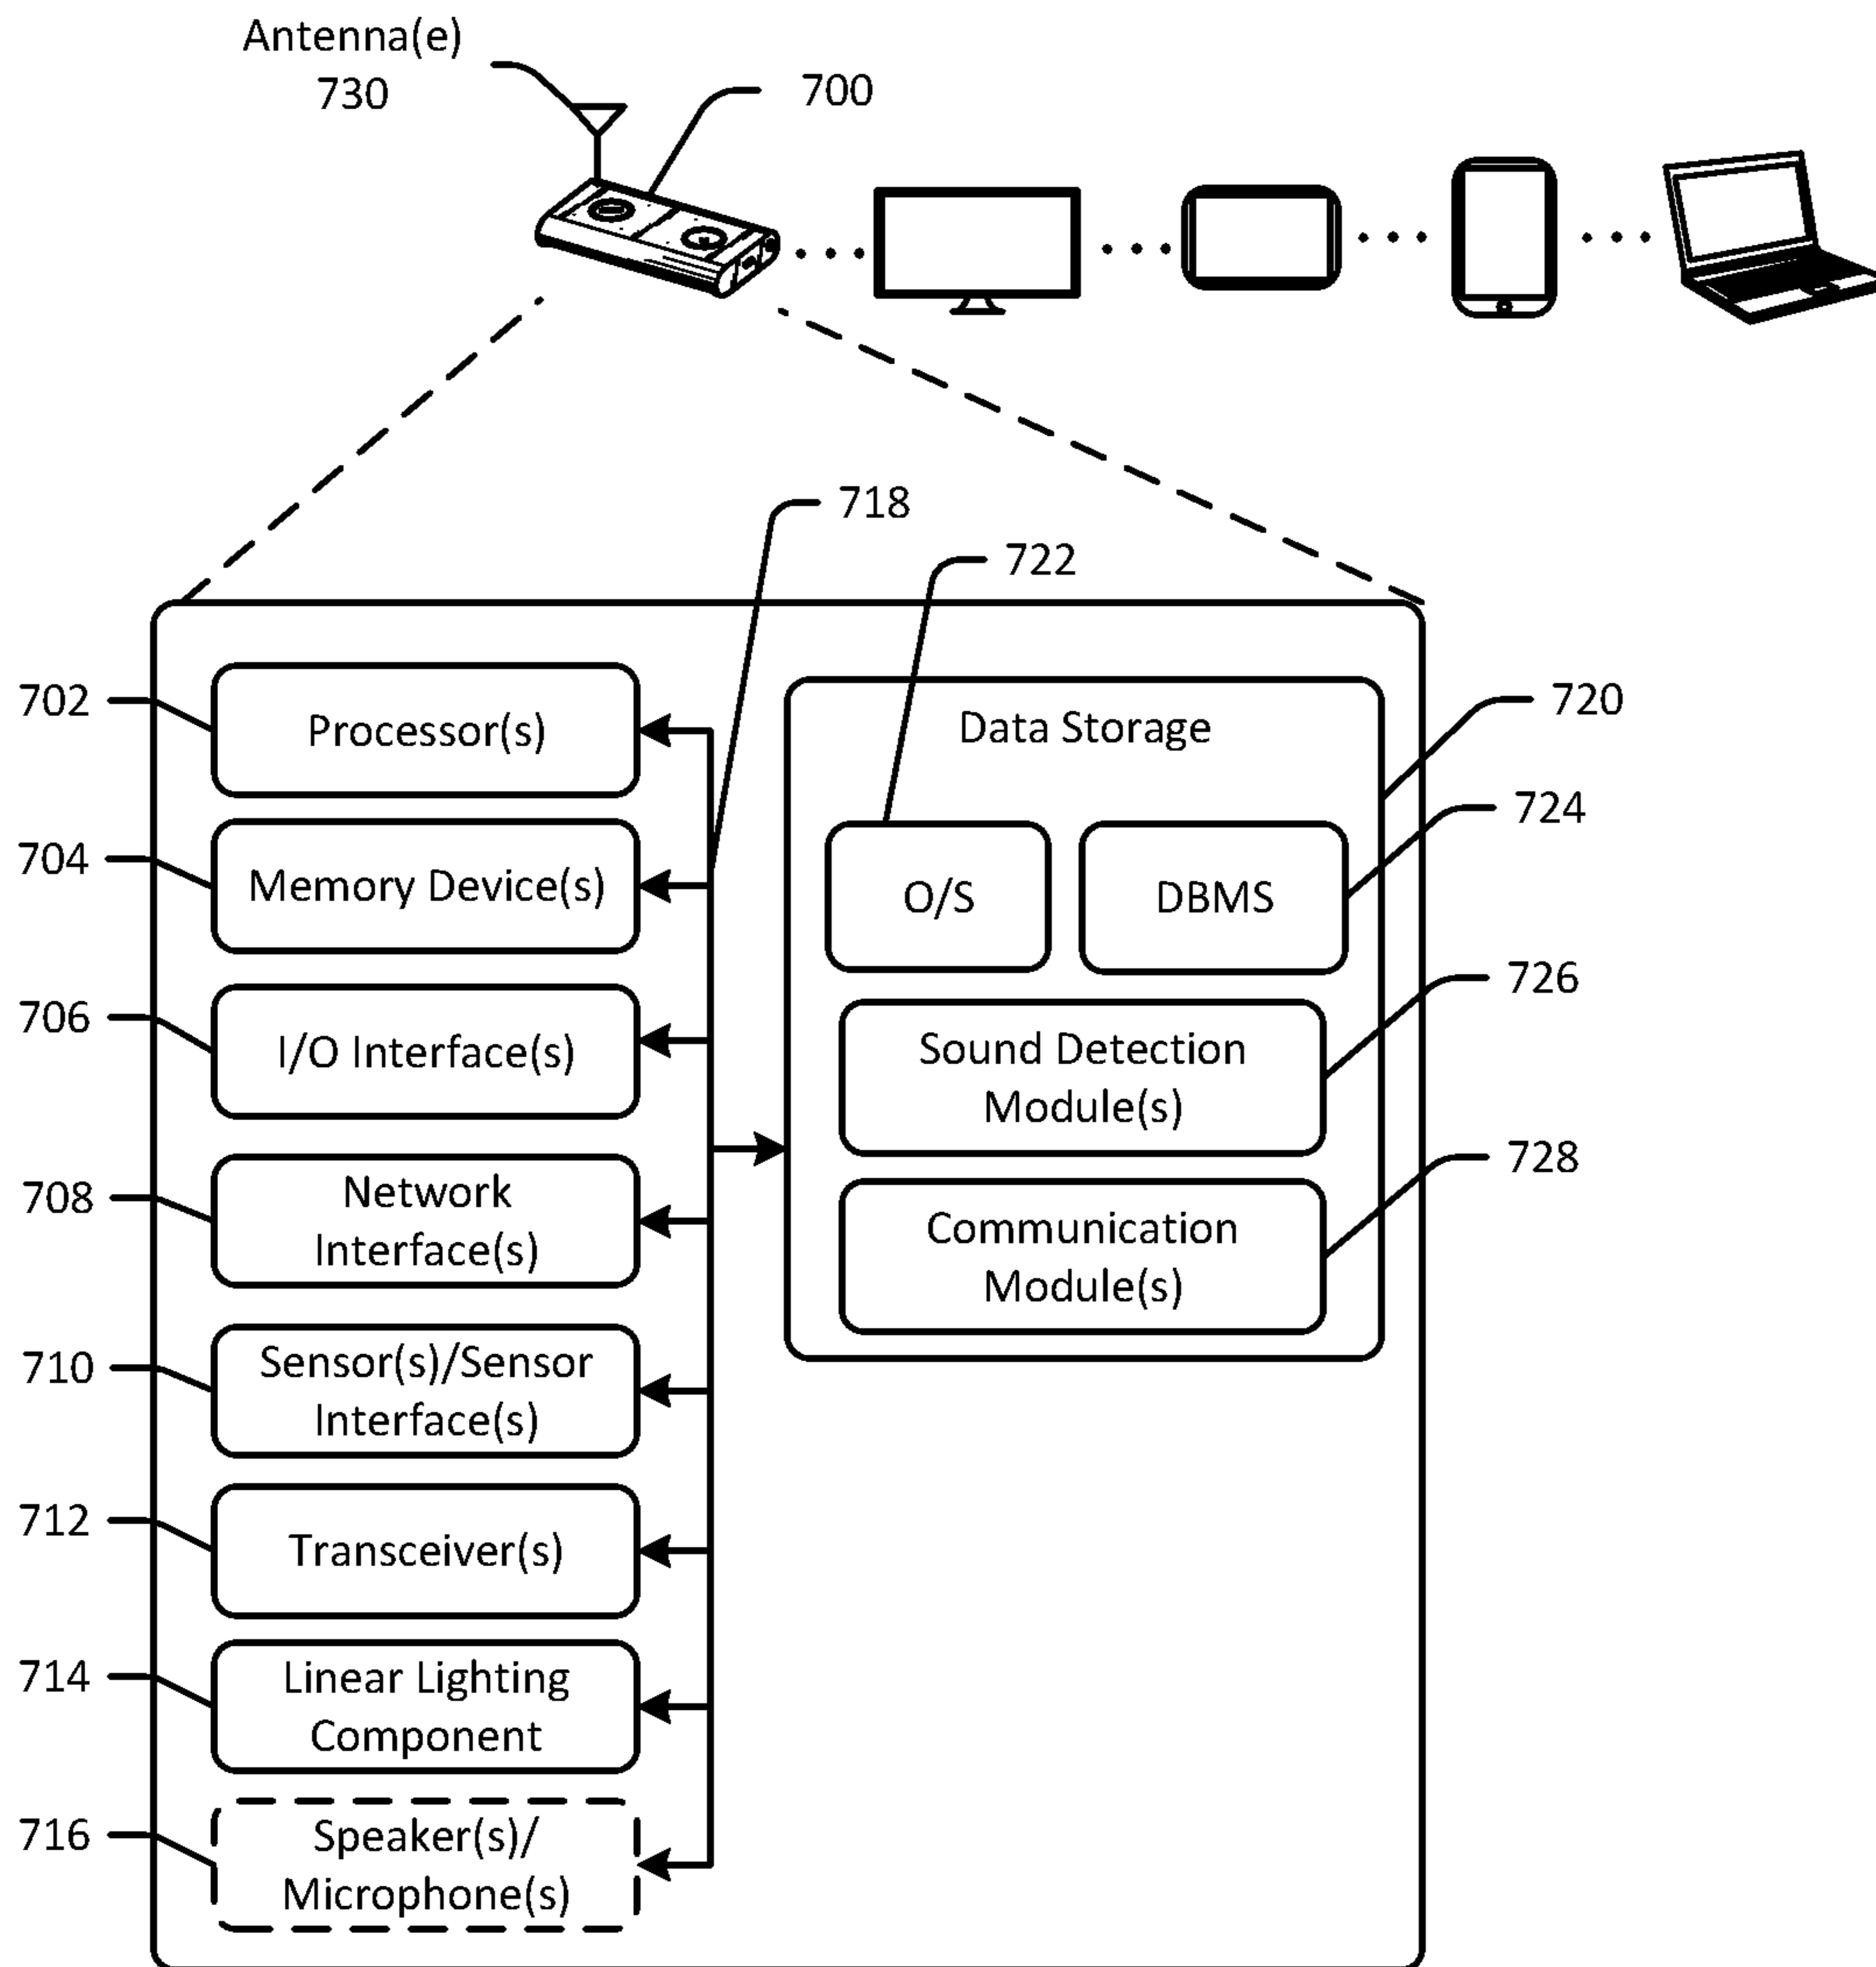 Antenna(e)
730
700
718
722
702
Processor(s)
Data Storage
720
704
Memory Device(s)
O/S
DBMS
724
706
I/O Interface(s)
Sound Detection
Module(s)
726
708
Network
Interface(s)
Communication
Module(s)
728
710
Sensor(s)/Sensor
Interface(s)
712
Transceiver(s)
714
Linear Lighting
Component
716
Speaker(s)/
Microphone(s)